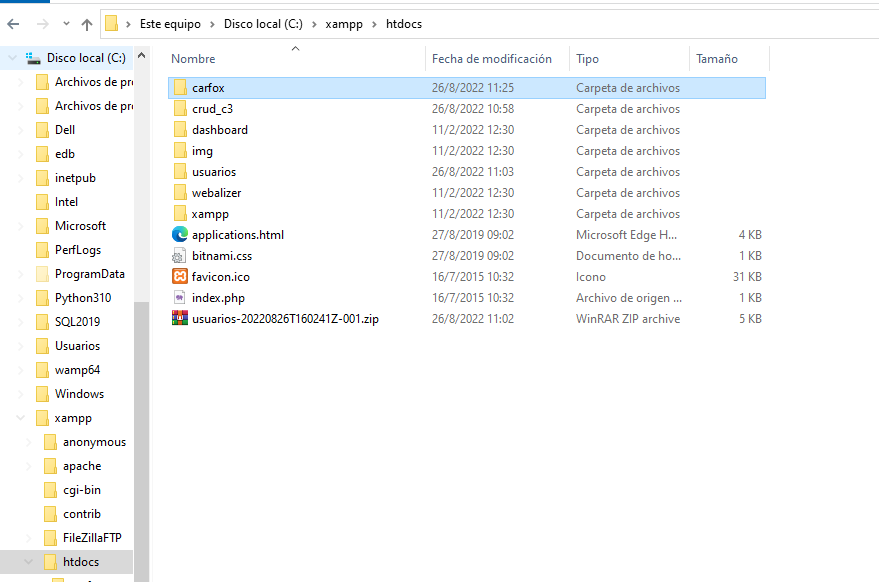 Este equipo > Disco local (C:) > xampp > htdocs
Disco local (C:)
Archivos de pr
Archivos de pr
Dell
edb
inetpub
Intel
Microsoft
PerfLogs
ProgramData
Python310
SQL2019
Usuarios
wamp64
Windows
xampp
anonymous
apache
cgi-bin
contrib
FileZillaFTP
htdocs
Nombre Fecha de modificación Tipo Tamaño
carfox 26/8/2022 11:25 Carpeta de archivos
crud_c3 26/8/2022 10:58 Carpeta de archivos
dashboard 11/2/2022 12:30 Carpeta de archivos
img 11/2/2022 12:30 Carpeta de archivos
usuarios 26/8/2022 11:03 Carpeta de archivos
webalizer 11/2/2022 12:30 Carpeta de archivos
xampp 11/2/2022 12:30 Carpeta de archivos
applications.html 27/8/2019 09:02 Microsoft Edge H... 4 KB
bitnami.css 27/8/2019 09:02 Documento de ho... 1 KB
favicon.ico 16/7/2015 10:32 Icono 31 KB
index.php 16/7/2015 10:32 Archivo de origen ... 1 KB
usuarios-20220826T160241Z-001.zip 26/8/2022 11:02 WinRAR ZIP archive 5 KB